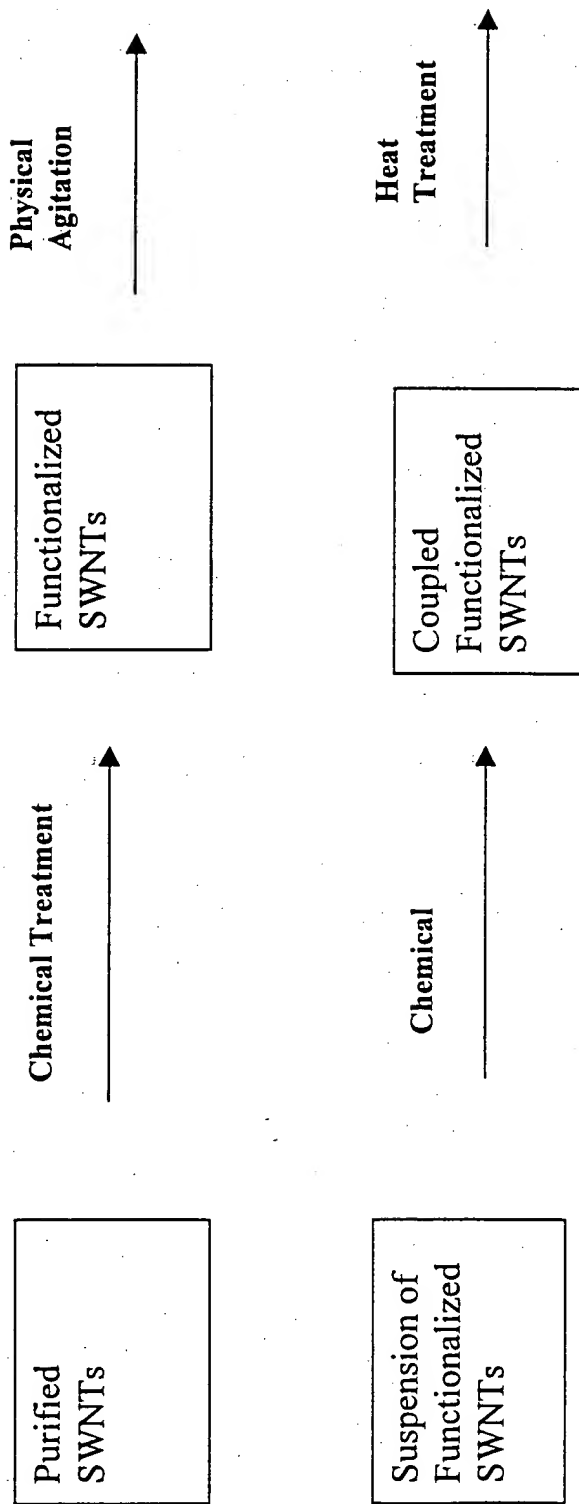 Purified
SWNTs
Chemical Treatment
Functionalized
SWNTs
Physical
Agitation
Suspension of
Functionalized
SWNTs
Chemical
Coupled
Functionalized
SWNTs
Heat
Treatment